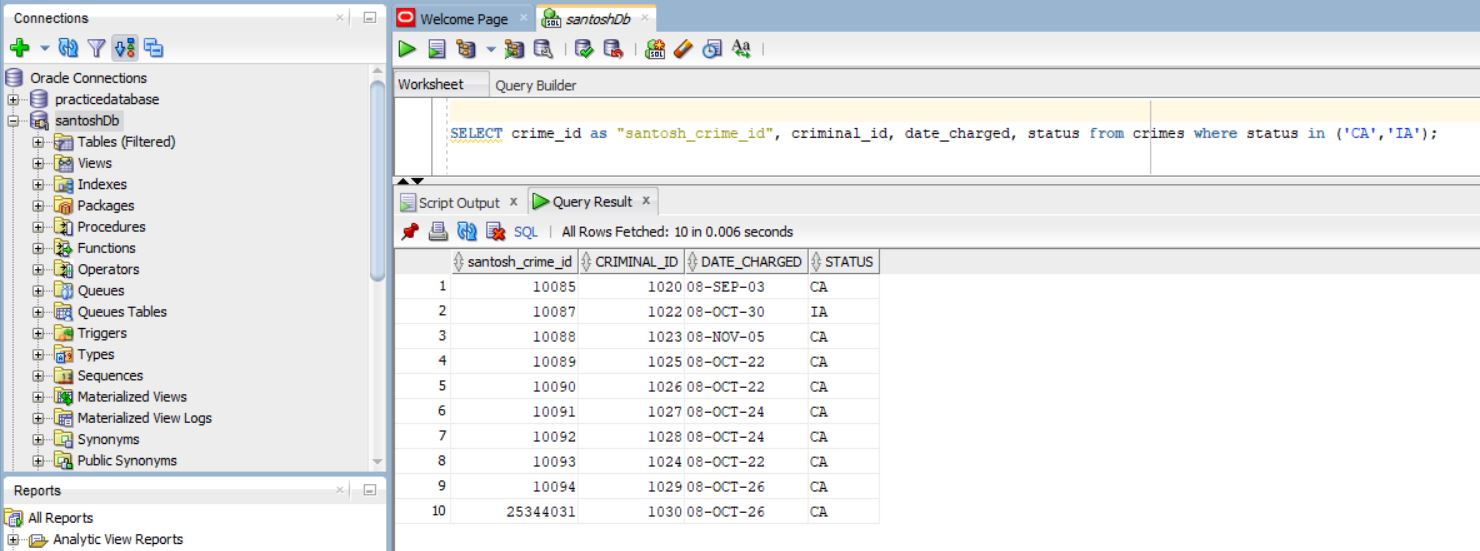 Connections
Oracle Connections
practicedatabase
santoshDb
Tables (Filtered)
Views
Indexes
Packages
Procedures
Functions
Operators
Queues
Queues Tables
Triggers
Types
Sequences
Materialized Views
Materialized View Logs
Synonyms
Public Synonyms
Reports
All Reports
Analytic View Reports
Welcome Page
santoshDb
Worksheet Query Builder
SELECT crime_id as "santosh_crime_id", criminal_id, date_charged, status from crimes where status in ('CA','IA');
Script Output x Query Result x
SQL | All Rows Fetched: 10 in 0.006 seconds
santosh_crime_id CRIMINAL_ID DATE_CHARGED STATUS
1 10085 1020 08-SEP-03 CA
2 10087 1022 08-OCT-30 IA
3 10088 1023 08-NOV-05 CA
4 10089 1025 08-OCT-22 CA
5 10090 1026 08-OCT-22 CA
6 10091 1027 08-OCT-24 CA
7 10092 1028 08-OCT-24 CA
8 10093 1024 08-OCT-22 CA
9 10094 1029 08-OCT-26 CA
10 25344031 1030 08-OCT-26 CA